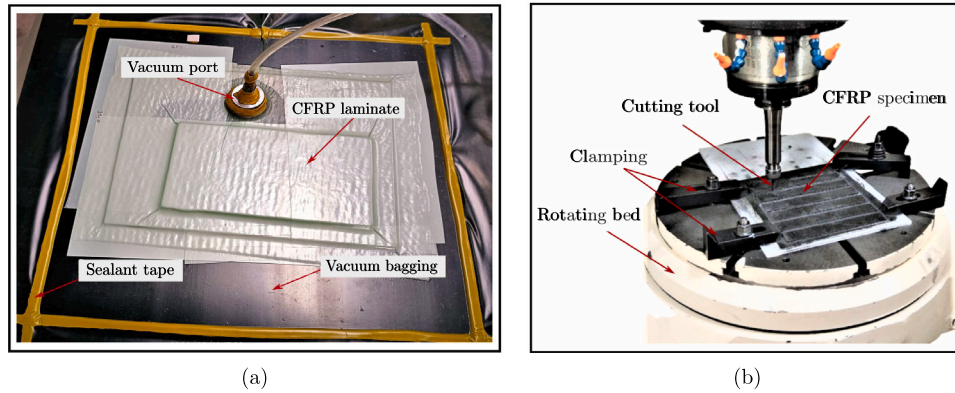 Vacuum port
CFRP laminate
Sealant tape
Vacuum bagging
(a)
Cutting tool
CFRP specimen
Clamping
Rotating bed
(b)